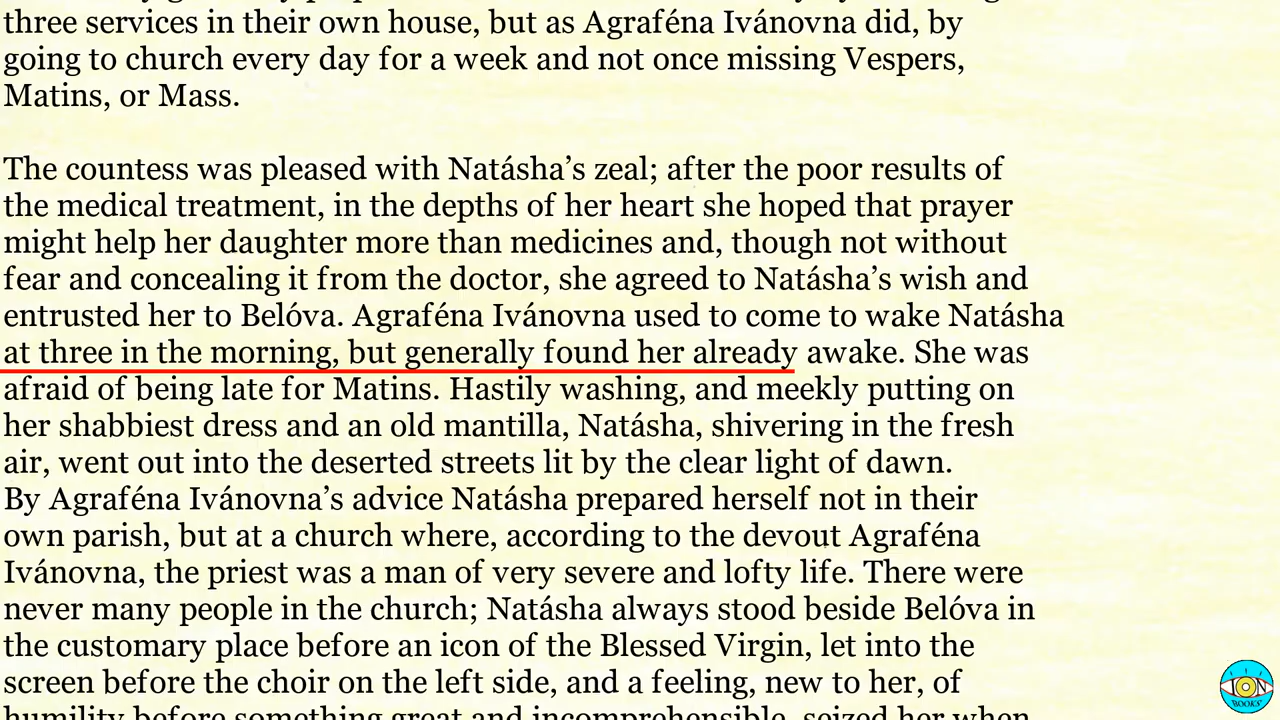 three services in their own house, but as Agraféna Ivánovna did, by
going to church every day for a week and not once missing Vespers,
Matins, or Mass.
The countess was pleased with Natásha’s zeal; after the poor results of
the medical treatment, in the depths of her heart she hoped that prayer
might help her daughter more than medicines and, though not without
fear and concealing it from the doctor, she agreed to Natásha’s wish and
entrusted her to Belóva. Agraféna Ivánovna used to come to wake Natásha
at three in the morning, but generally found her already awake. She was
afraid of being late for Matins. Hastily washing, and meekly putting on
her shabbiest dress and an old mantilla, Natásha, shivering in the fresh
air, went out into the deserted streets lit by the clear light of dawn.
By Agraféna Ivánovna’s advice Natásha prepared herself not in their
own parish, but at a church where, according to the devout Agraféna
Ivánovna, the priest was a man of very severe and lofty life. There were
never many people in the church; Natásha always stood beside Belóva in
the customary place before an icon of the Blessed Virgin, let into the
screen before the choir on the left side, and a feeling, new to her, of
humility before something great and incomprehensible, seized her when
ION
BOOKS